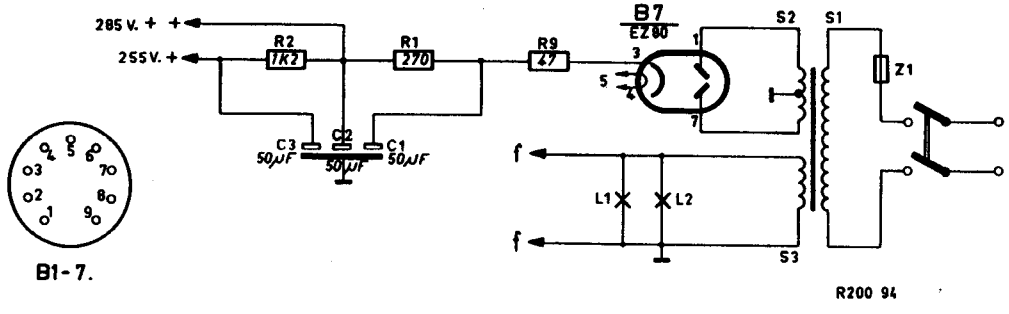 B7
EZ80
S2 S1
285 V. + +
255 V. +
R2
1K2
R1
270
R9
47
3
1
5
4
7
Z1
C3
50µF
C2
50µF
C1
50µF
f
L1
L2
f
S3
4 5 6
3 7
2 8
1 9
B1-7.
R200 94